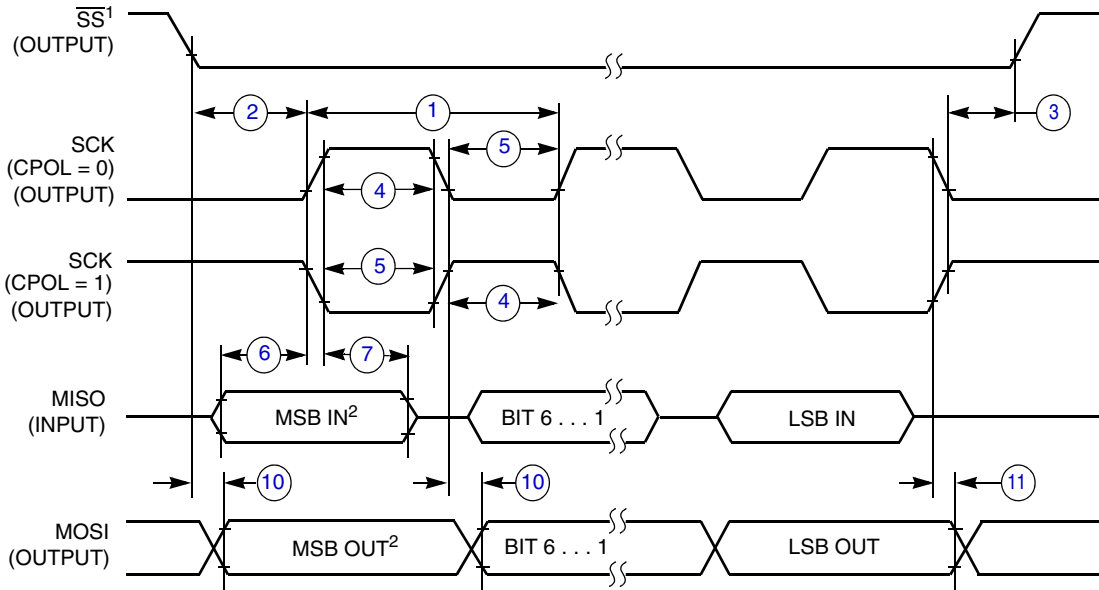 SS¹
(OUTPUT)
2
1
3
SCK
(CPOL = 0)
(OUTPUT)
5
4
SCK
(CPOL = 1)
(OUTPUT)
5
4
6
7
MISO
(INPUT)
MSB IN²
BIT 6 . . . 1
LSB IN
10
10
11
MOSI
(OUTPUT)
MSB OUT²
BIT 6 . . . 1
LSB OUT